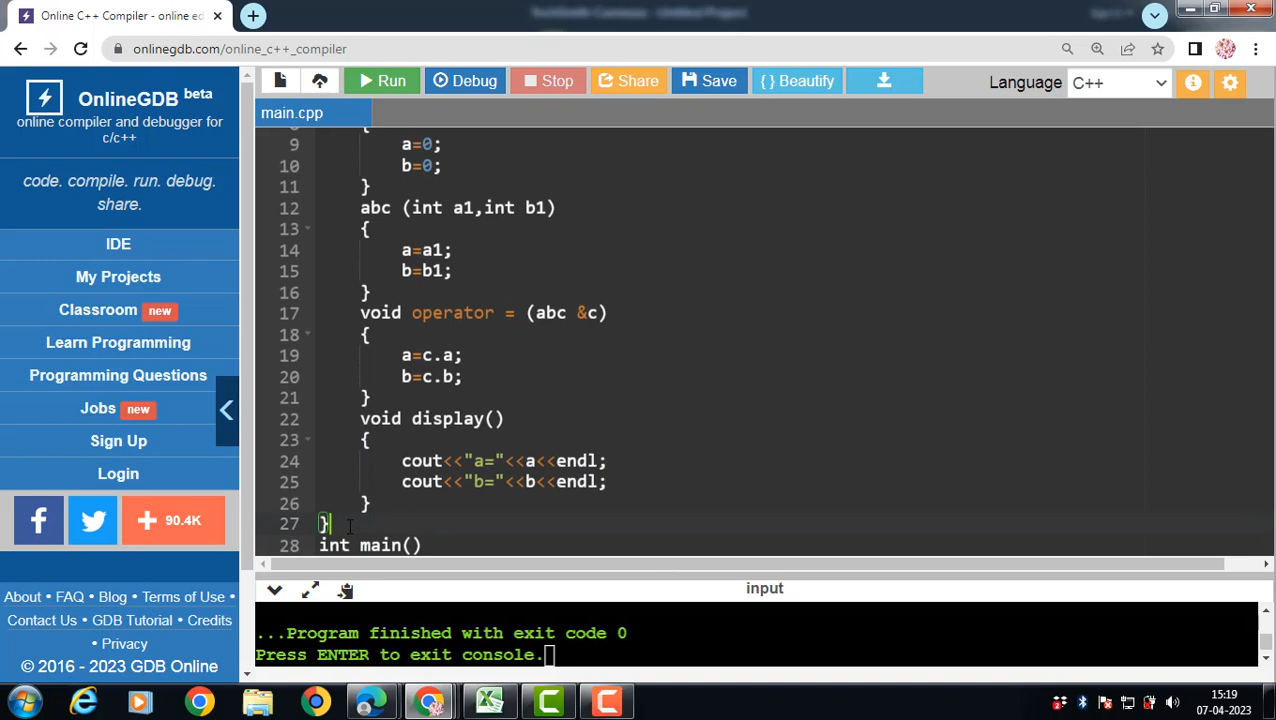 Online C++ Compiler - online edi
TechSmith Camtasia - Untitled Project
onlinegdb.com/online_c++_compiler
OnlineGDB beta
online compiler and debugger for
c/c++
code. compile. run. debug.
share.
IDE
My Projects
Classroom new
Learn Programming
Programming Questions
Jobs new
Sign Up
Login
90.4K
About • FAQ • Blog • Terms of Use •
Contact Us • GDB Tutorial • Credits
• Privacy
© 2016 - 2023 GDB Online
Run Debug Stop Share Save { } Beautify Language C++
main.cpp
8 {
9 a=0;
10 b=0;
11 }
12 abc (int a1,int b1)
13 {
14 a=a1;
15 b=b1;
16 }
17 void operator = (abc &c)
18 {
19 a=c.a;
20 b=c.b;
21 }
22 void display()
23 {
24 cout<<"a="<<a<<endl;
25 cout<<"b="<<b<<endl;
26 }
27 }
28 int main()
input
...Program finished with exit code 0
Press ENTER to exit console.
15:19
07-04-2023